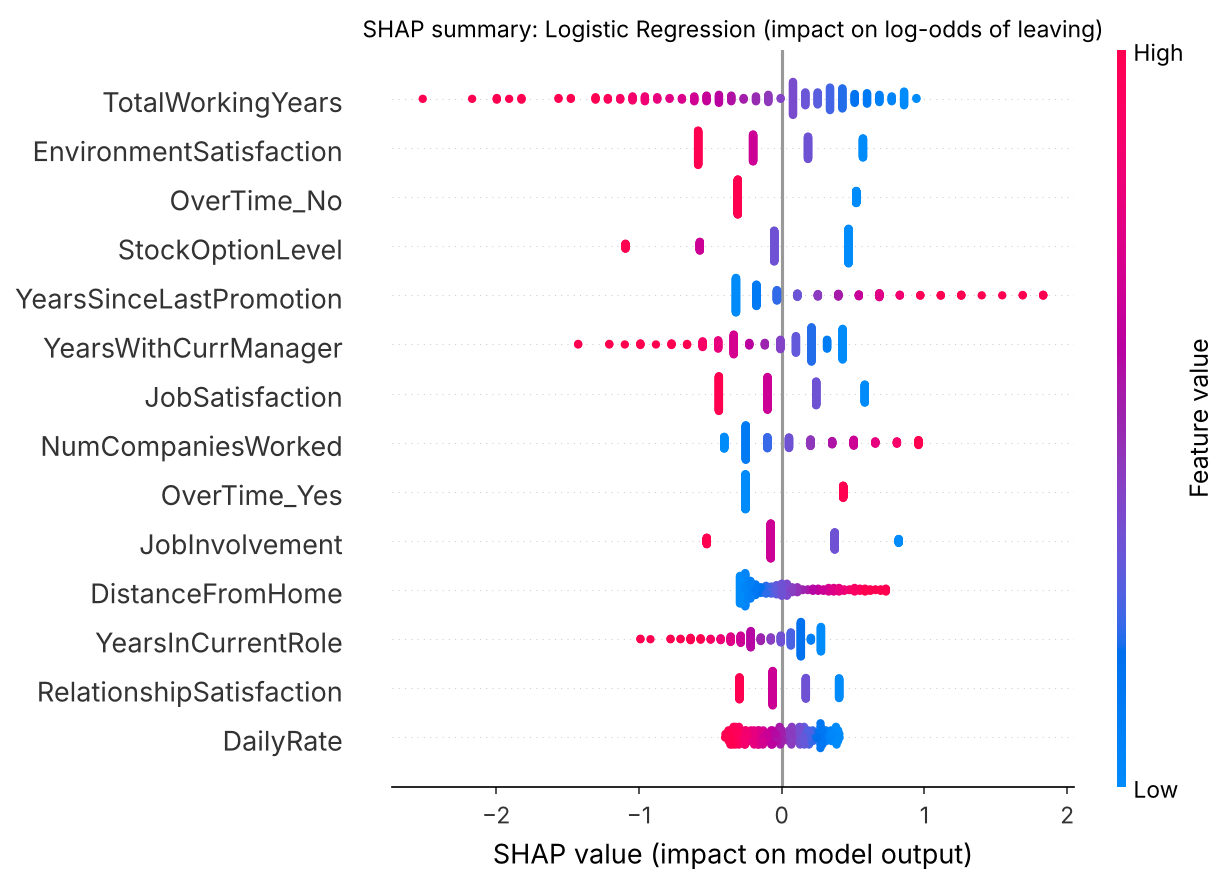 SHAP summary: Logistic Regression (impact on log-odds of leaving)
High
TotalWorkingYears
EnvironmentSatisfaction
OverTime_No
StockOptionLevel
YearsSinceLastPromotion
YearsWithCurrManager
JobSatisfaction
NumCompaniesWorked
OverTime_Yes
JobInvolvement
DistanceFromHome
YearsInCurrentRole
RelationshipSatisfaction
DailyRate
Feature value
Low
−2 −1 0 1 2
SHAP value (impact on model output)